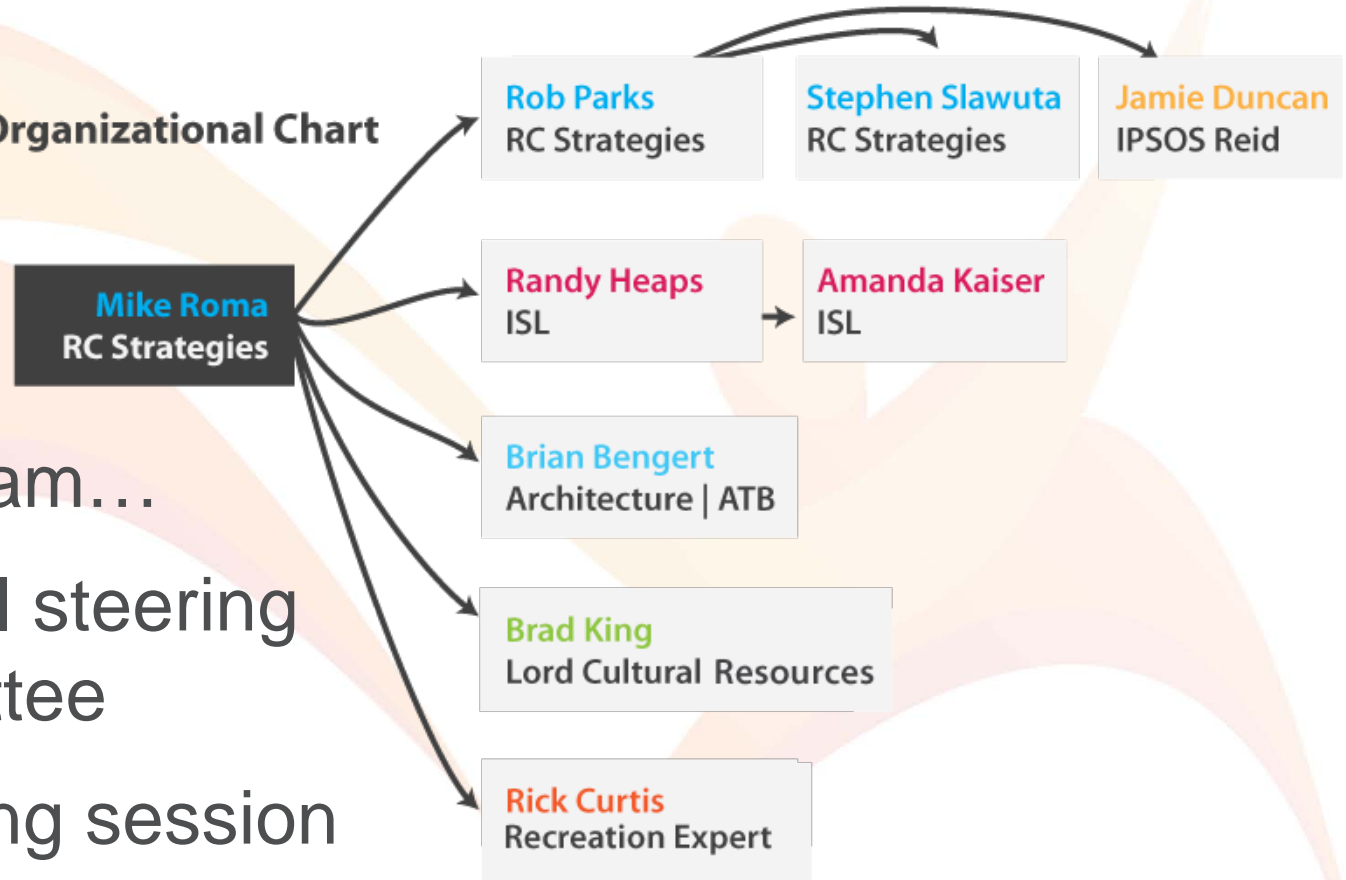 Organizational Chart
Mike Roma
RC Strategies
Rob Parks
RC Strategies
Stephen Slawuta
RC Strategies
Jamie Duncan
IPSOS Reid
Randy Heaps
ISL
Amanda Kaiser
ISL
Brian Bengert
Architecture | ATB
Brad King
Lord Cultural Resources
Rick Curtis
Recreation Expert
am…
steering
ttee
ng session